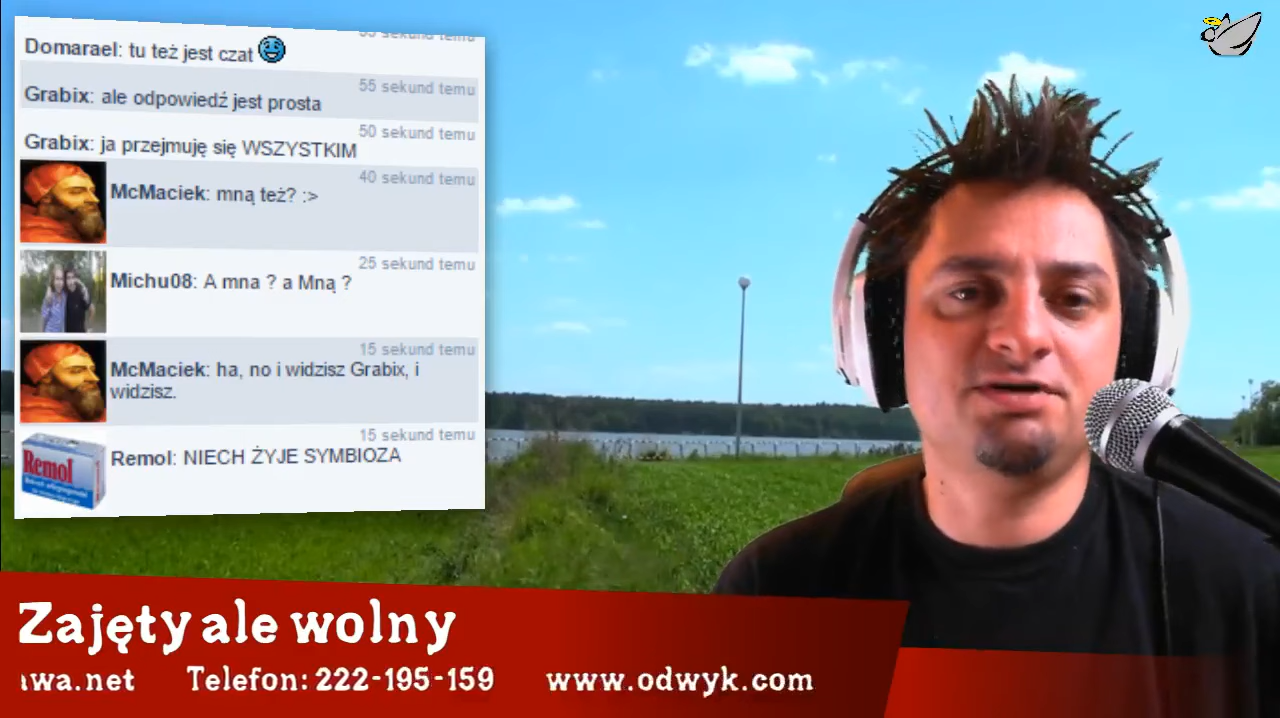 Domarael: tu też jest czat
55 sekund temu
Grabix: ale odpowiedź jest prosta
50 sekund temu
Grabix: ja przejmuję się WSZYSTKIM
40 sekund temu
McMaciek: mną też? :>
25 sekund temu
Michu08: A mna ? a Mną ?
15 sekund temu
McMaciek: ha, no i widzisz Grabix, i
widzisz.
15 sekund temu
Remol: NIECH ŻYJE SYMBIOZA
Remol
Zajęty ale wolny
awa.net Telefon: 222-195-159 www.odwyk.com